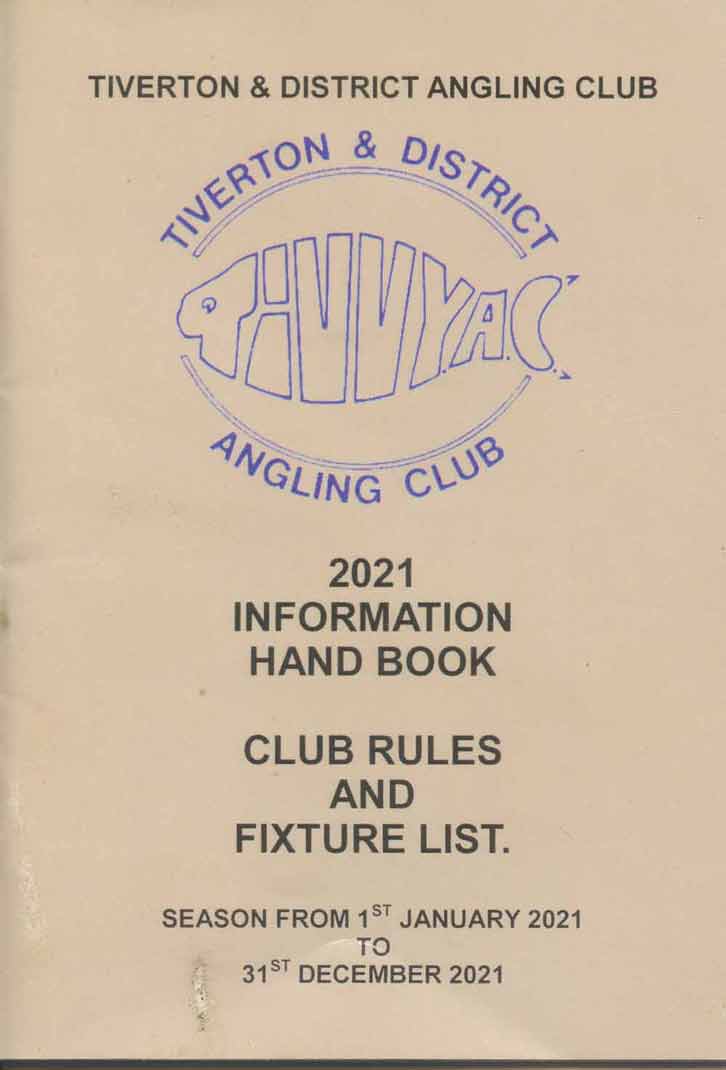 TIVERTON & DISTRICT ANGLING CLUB
TIVERTON & DISTRICT
TIVVY.A.C.
ANGLING CLUB
2021
INFORMATION
HAND BOOK
CLUB RULES
AND
FIXTURE LIST.
SEASON FROM 1ST JANUARY 2021
TO
31ST DECEMBER 2021